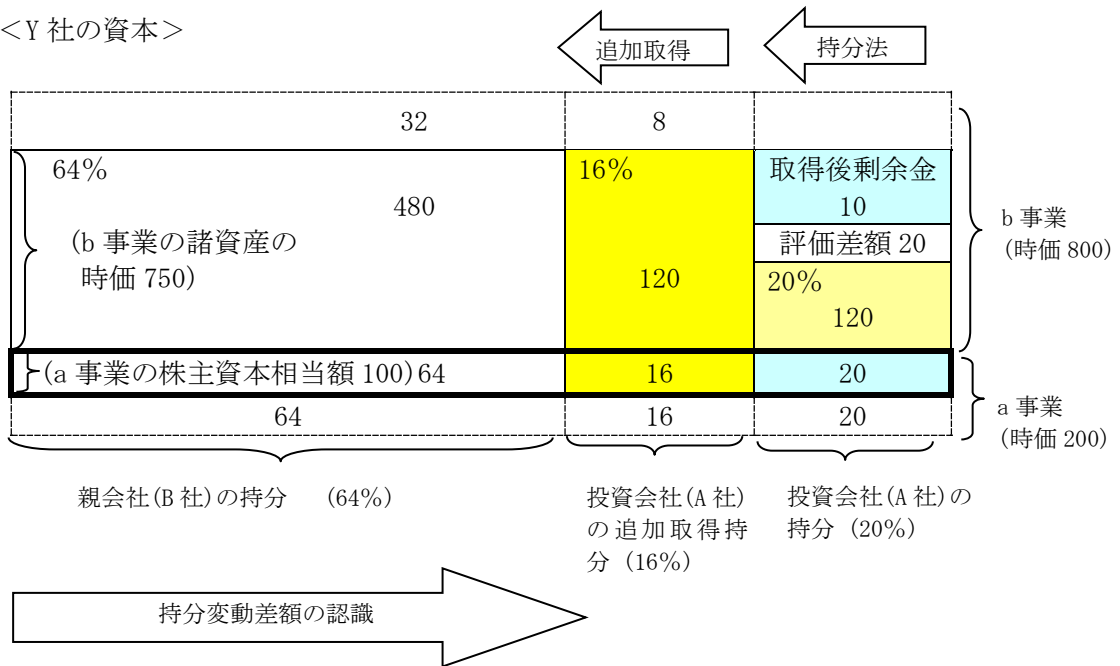 ＜Y社の資本＞
追加取得
持分法
32
8
64%
16%
取得後剰余金
480
10
(b 事業の諸資産の
時価 750)
評価差額 20
120
20%
120
b 事業
(時価 800)
(a 事業の株主資本相当額 100)64
16
20
64
16
20
a 事業
(時価 200)
親会社(B 社)の持分 (64%)
投資会社(A 社)
の追加取得持
分 (16%)
投資会社(A 社)の
持分 (20%)
持分変動差額の認識